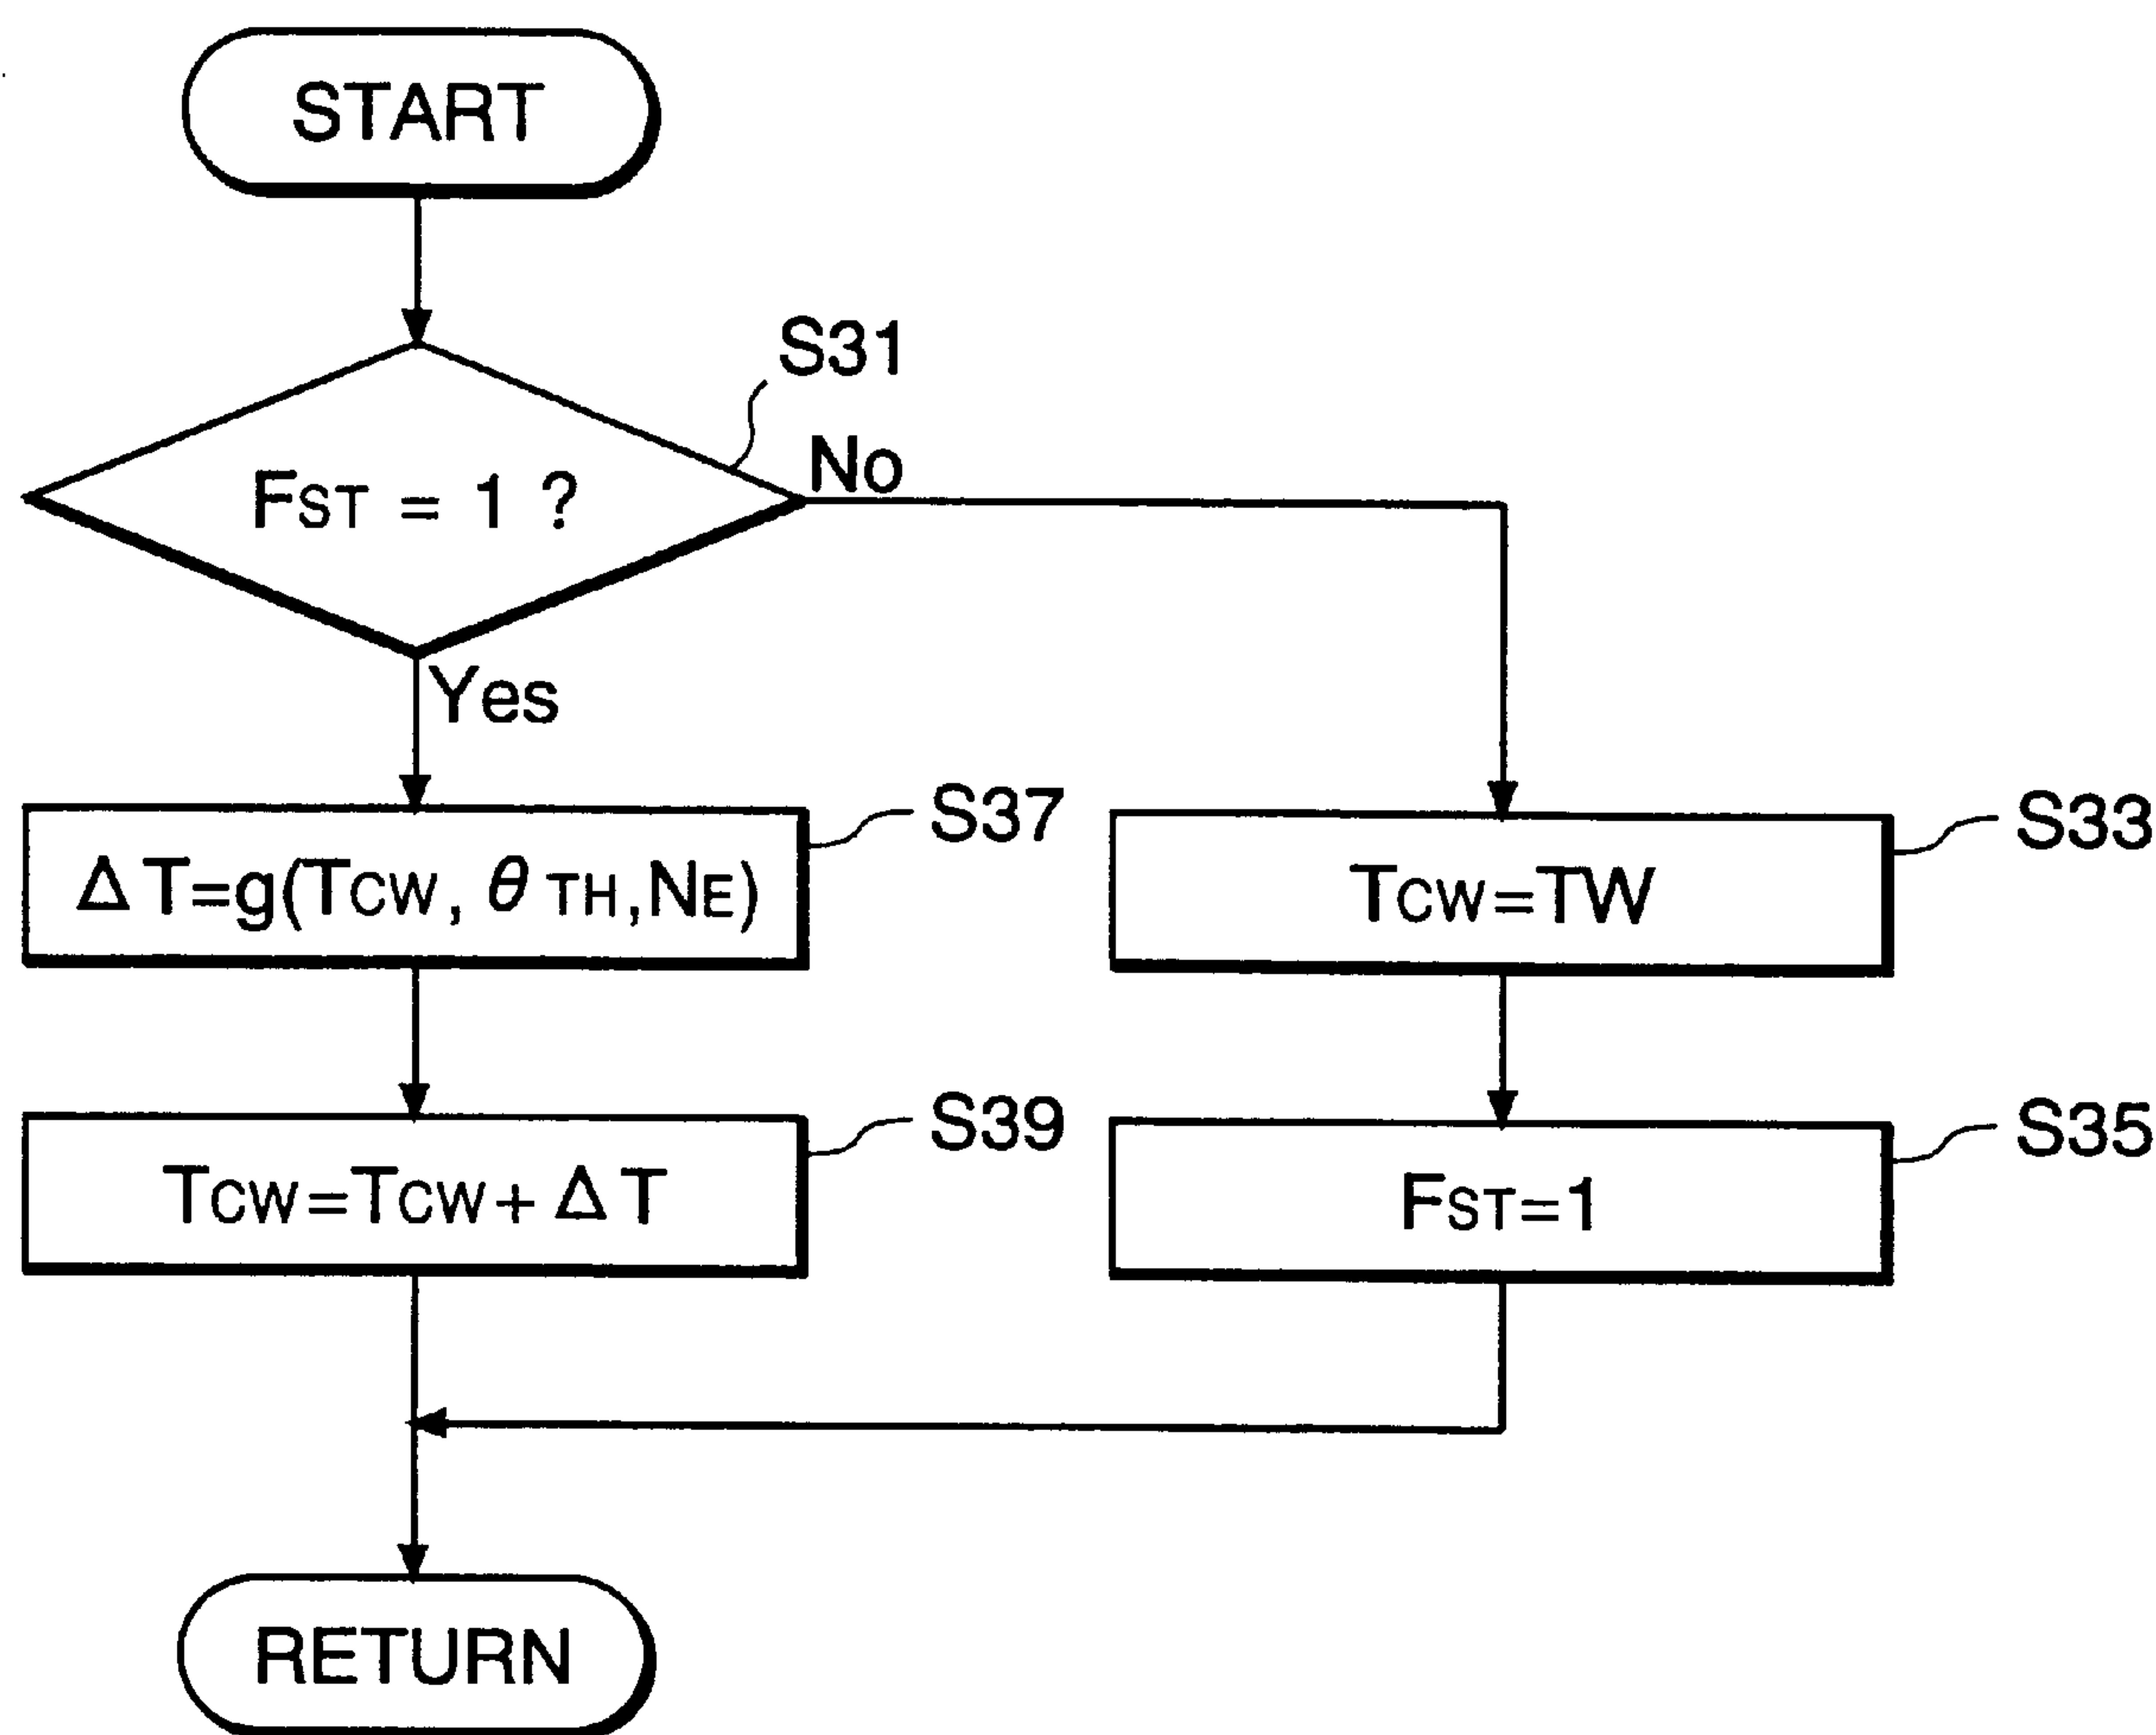 START
S31
No
FST = 1 ?
Yes
S37
ΔT=g(TCW, θTH,NE)
S33
TCW=TW
S39
TCW=TCW+ΔT
S35
FST=1
RETURN